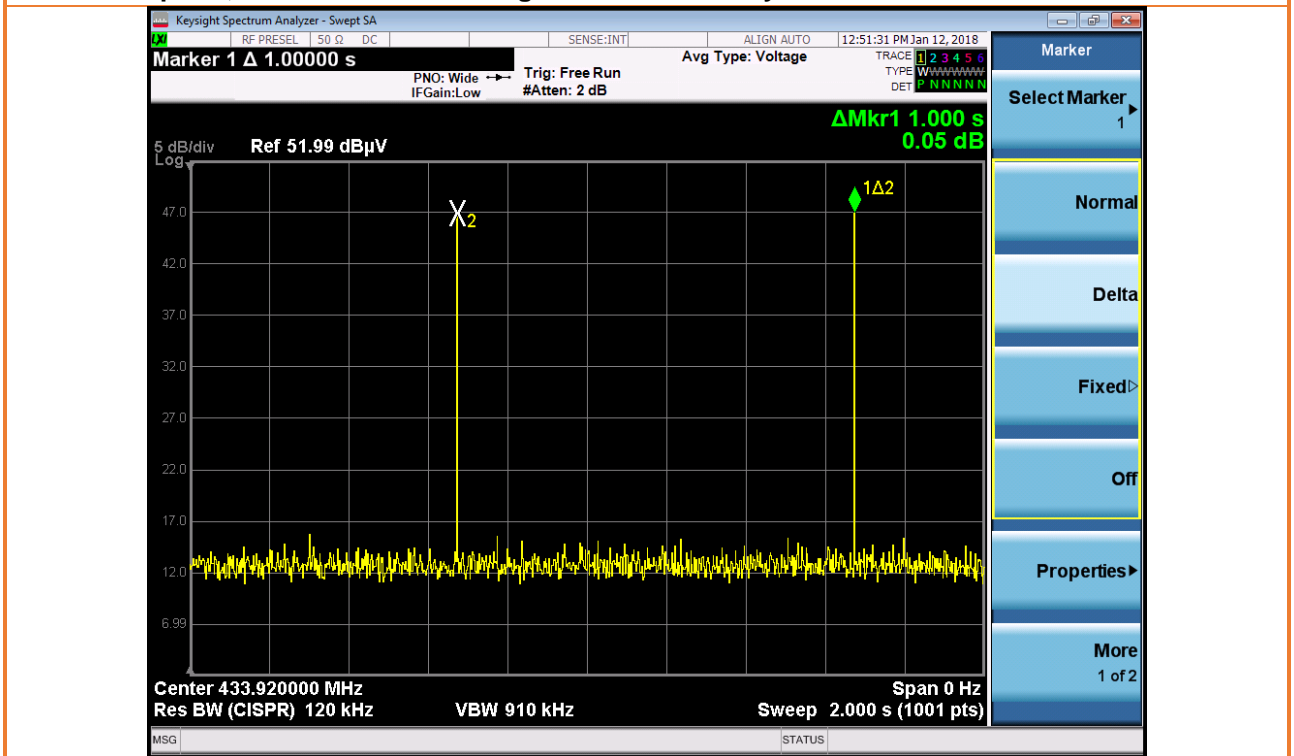 Keysight Spectrum Analyzer - Swept SA
LXI RF PRESEL 50 Ω DC SENSE:INT ALIGN AUTO 12:51:31 PM Jan 12, 2018
Marker 1 Δ 1.00000 s
PNO: Wide
IFGain:Low
Trig: Free Run
#Atten: 2 dB
Avg Type: Voltage
TRACE 1 2 3 4 5 6
TYPE WWWWWWW
DET P N N N N N
ΔMkr1 1.000 s
0.05 dB
5 dB/div Ref 51.99 dBµV
Log
1Δ2
X2
47.0
42.0
37.0
32.0
27.0
22.0
17.0
12.0
6.99
Center 433.920000 MHz Span 0 Hz
Res BW (CISPR) 120 kHz VBW 910 kHz Sweep 2.000 s (1001 pts)
MSG STATUS
Marker
Select Marker
1
Normal
Delta
Fixed
Off
Properties
More
1 of 2